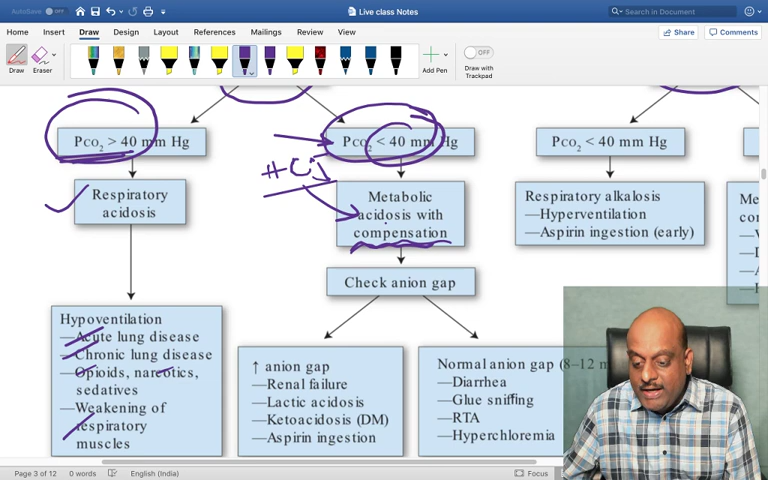 AutoSave OFF
Live class Notes
Search in Document
Home Insert Draw Layout References Mailings Review View
Share Comments
Draw Eraser Add Pen OFF Draw with Trackpad
Pco2 > 40 mm Hg
Pco2 < 40 mm Hg
Pco2 < 40 mm Hg
Respiratory
acidosis
Metabolic
acidosis with
compensation
Respiratory alkalosis
—Hyperventilation
—Aspirin ingestion (early)
Me
co
Check anion gap
Hypoventilation
—Acute lung disease
—Chronic lung disease
—Opioids, narcotics,
sedatives
—Weakening of
respiratory
muscles
↑ anion gap
—Renal failure
—Lactic acidosis
—Ketoacidosis (DM)
—Aspirin ingestion
Normal anion gap (8–12 m
—Diarrhea
—Glue sniffing
—RTA
—Hyperchloremia
Page 3 of 12 0 words English (India) Focus